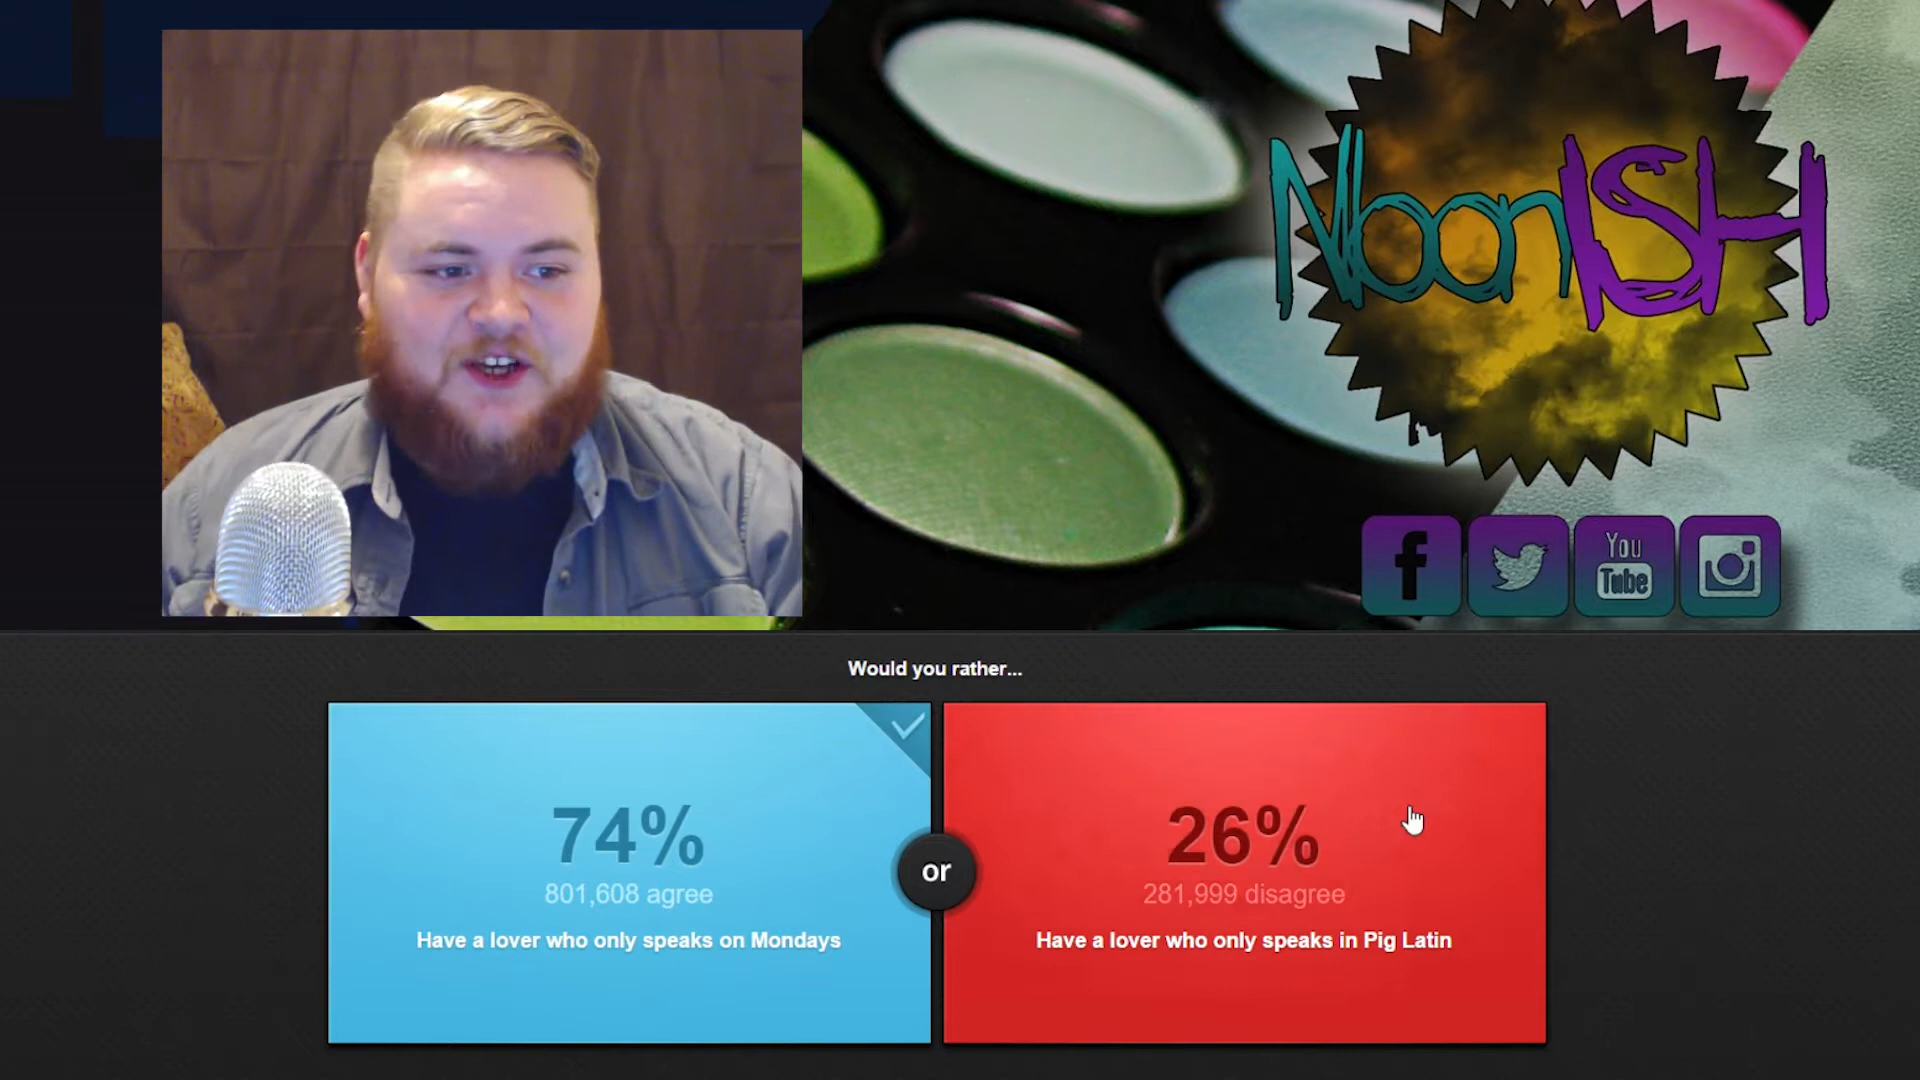 NoonISH
f
You
Tube
Would you rather...
74%
801,608 agree
Have a lover who only speaks on Mondays
or
26%
281,999 disagree
Have a lover who only speaks in Pig Latin